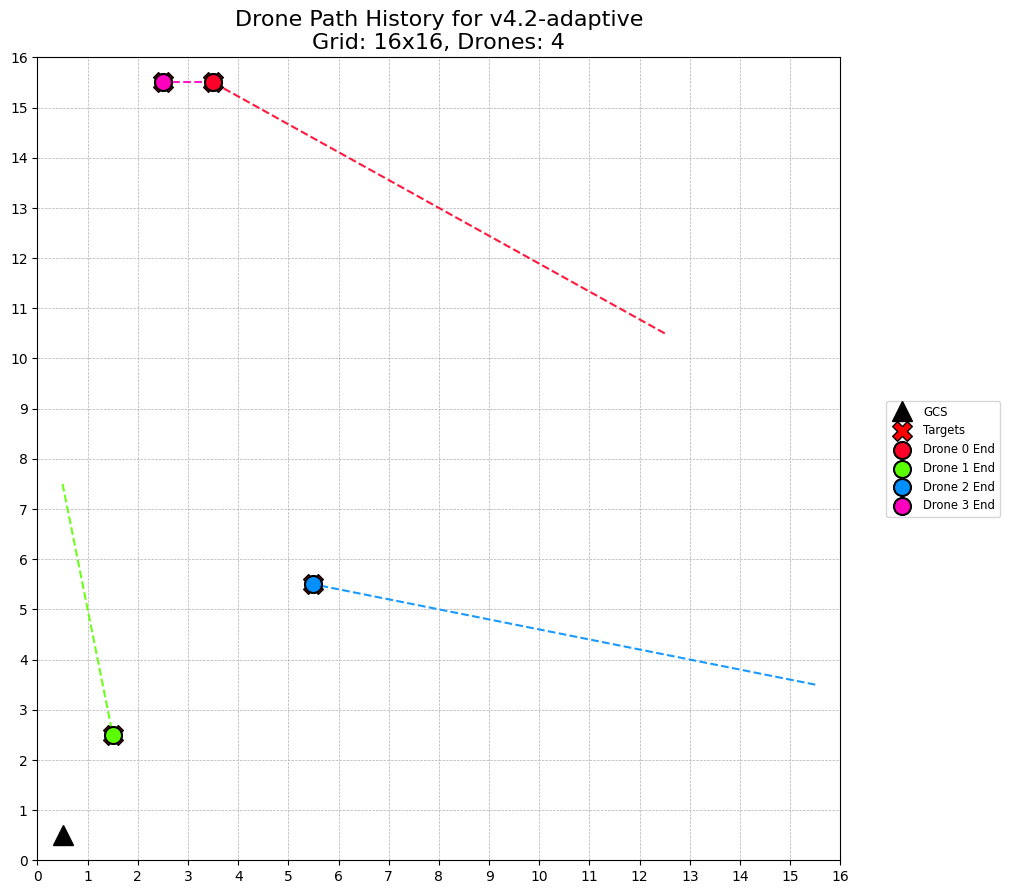 Drone Path History for v4.2-adaptive
Grid: 16x16, Drones: 4
16
15
14
13
12
11
10
9
8
7
6
5
4
3
2
1
0
0 1 2 3 4 5 6 7 8 9 10 11 12 13 14 15 16
GCS
Targets
Drone 0 End
Drone 1 End
Drone 2 End
Drone 3 End